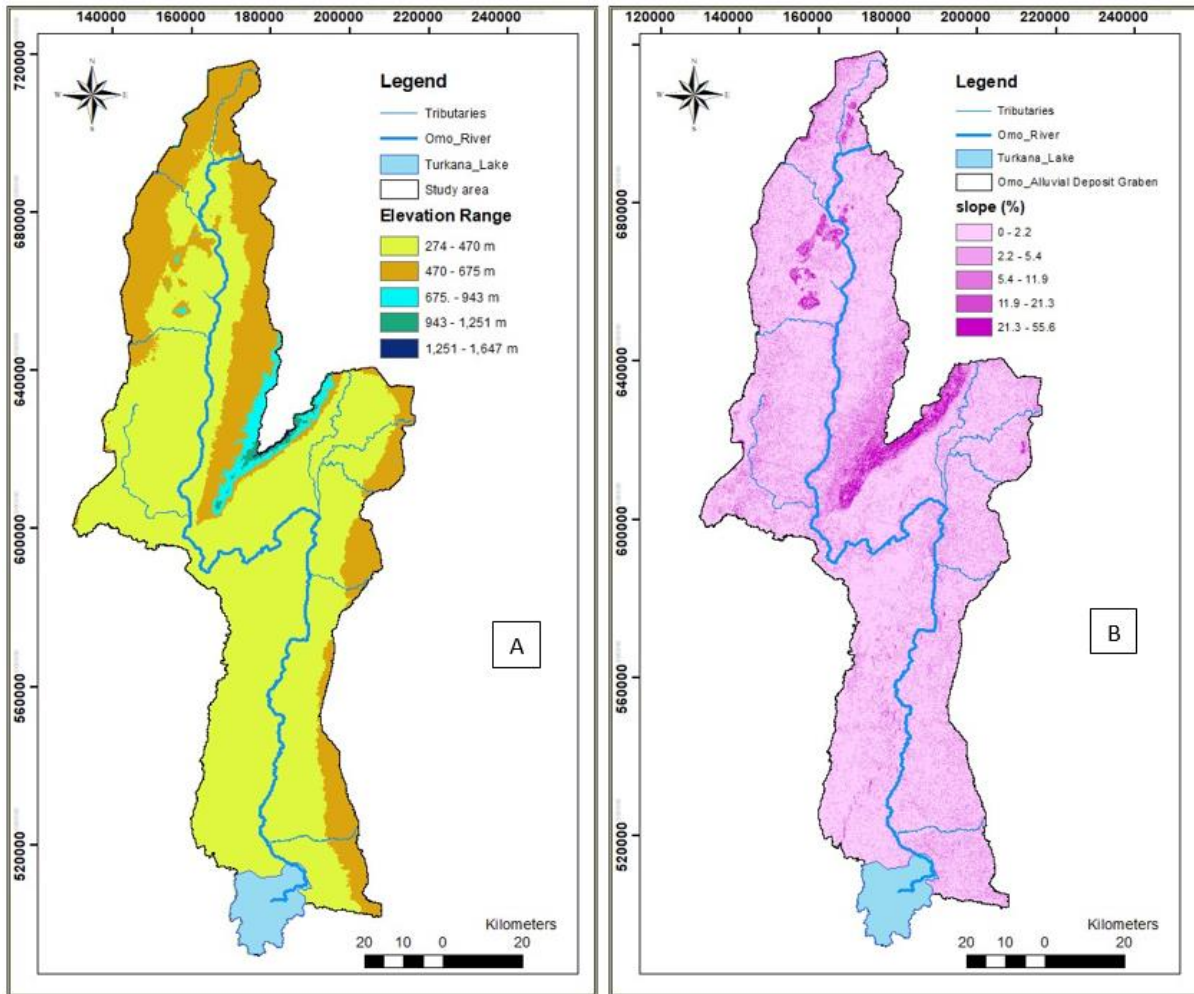 140000 160000 180000 200000 220000 240000
720000
680000
640000
600000
560000
520000
N
W E
S
Legend
Tributaries
Omo_River
Turkana_Lake
Study area
Elevation Range
274 - 470 m
470 - 675 m
675. - 943 m
943 - 1,251 m
1,251 - 1,647 m
A
Kilometers
20 10 0 20
120000 140000 160000 180000 200000 220000 240000
720000
680000
640000
600000
560000
520000
N
W E
S
Legend
Tributaries
Omo_River
Turkana_Lake
Omo_Alluvial Deposit Graben
slope (%)
0 - 2.2
2.2 - 5.4
5.4 - 11.9
11.9 - 21.3
21.3 - 55.6
B
Kilometers
20 10 0 20